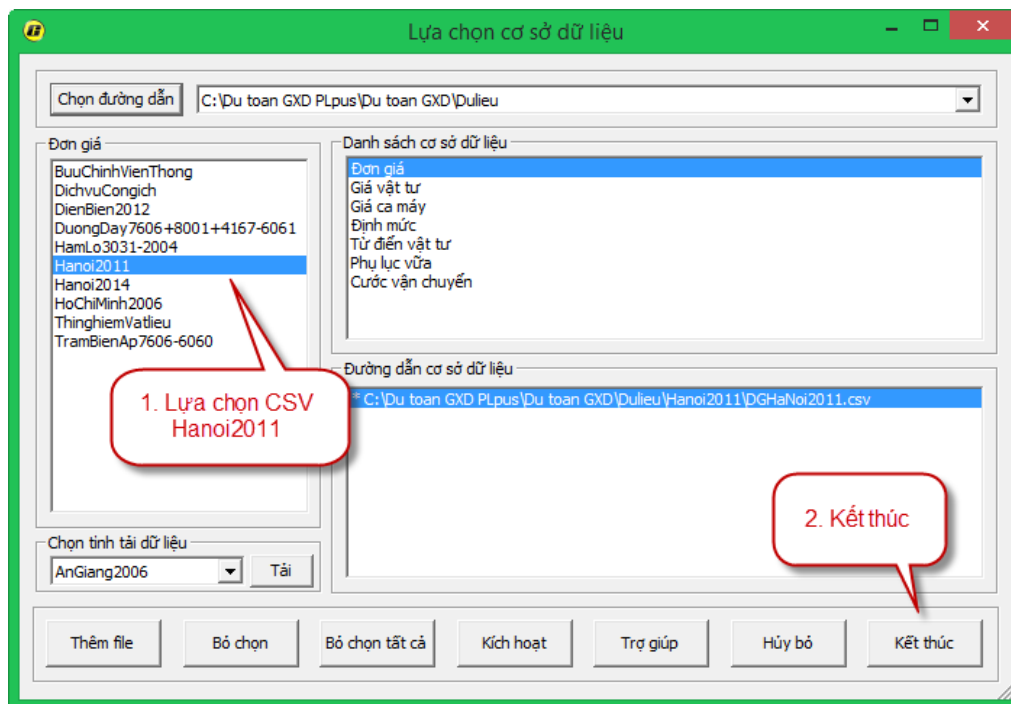 Lựa chọn cơ sở dữ liệu
Chọn đường dẫn
C:\Du toan GXD PLpus\Du toan GXD\Dulieu
Đơn giá
BuuChinhVienThong
DichvuCongich
DienBien2012
DuongDay7606+8001+4167-6061
HamLo3031-2004
Hanoi2011
Hanoi2014
HoChiMinh2006
ThinghiemVatlieu
TramBienAp7606-6060
1. Lựa chọn CSV
Hanoi2011
Danh sách cơ sở dữ liệu
Đơn giá
Giá vật tư
Giá ca máy
Định mức
Từ điển vật tư
Phụ lục vữa
Cước vận chuyển
Đường dẫn cơ sở dữ liệu
* C:\Du toan GXD PLpus\Du toan GXD\Dulieu\Hanoi2011\DGHaNoi2011.csv
2. Kết thúc
Chọn tỉnh tải dữ liệu
AnGiang2006
Tải
Thêm file
Bỏ chọn
Bỏ chọn tất cả
Kích hoạt
Trợ giúp
Hủy bỏ
Kết thúc